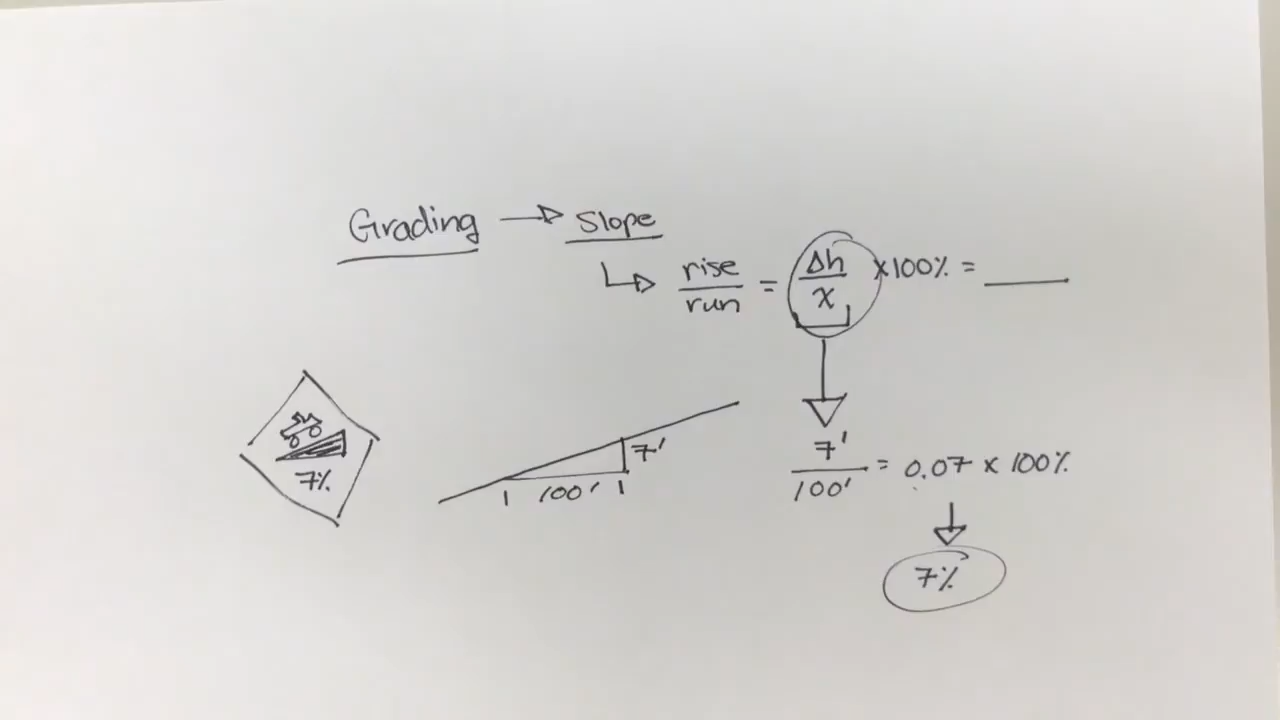 Grading → Slope
↳ rise/run = Δh/x ×100% = ____
7%
7'
100'
7'/100' = 0.07 × 100%
7%